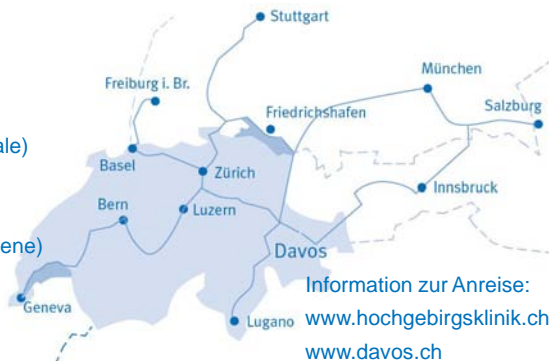 Stuttgart
München
Freiburg i. Br.
Friedrichshafen
Salzburg
ale)
Basel
Zürich
Innsbruck
Bern
Luzern
ene)
Davos
Geneva
Information zur Anreise:
Lugano
www.hochgebirgsklinik.ch
www.davos.ch